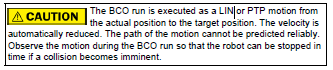 CAUTION The BCO run is executed as a LIN or PTP motion from
the actual position to the target position. The velocity is
automatically reduced. The path of the motion cannot be predicted reliably.
Observe the motion during the BCO run so that the robot can be stopped in
time if a collision becomes imminent.